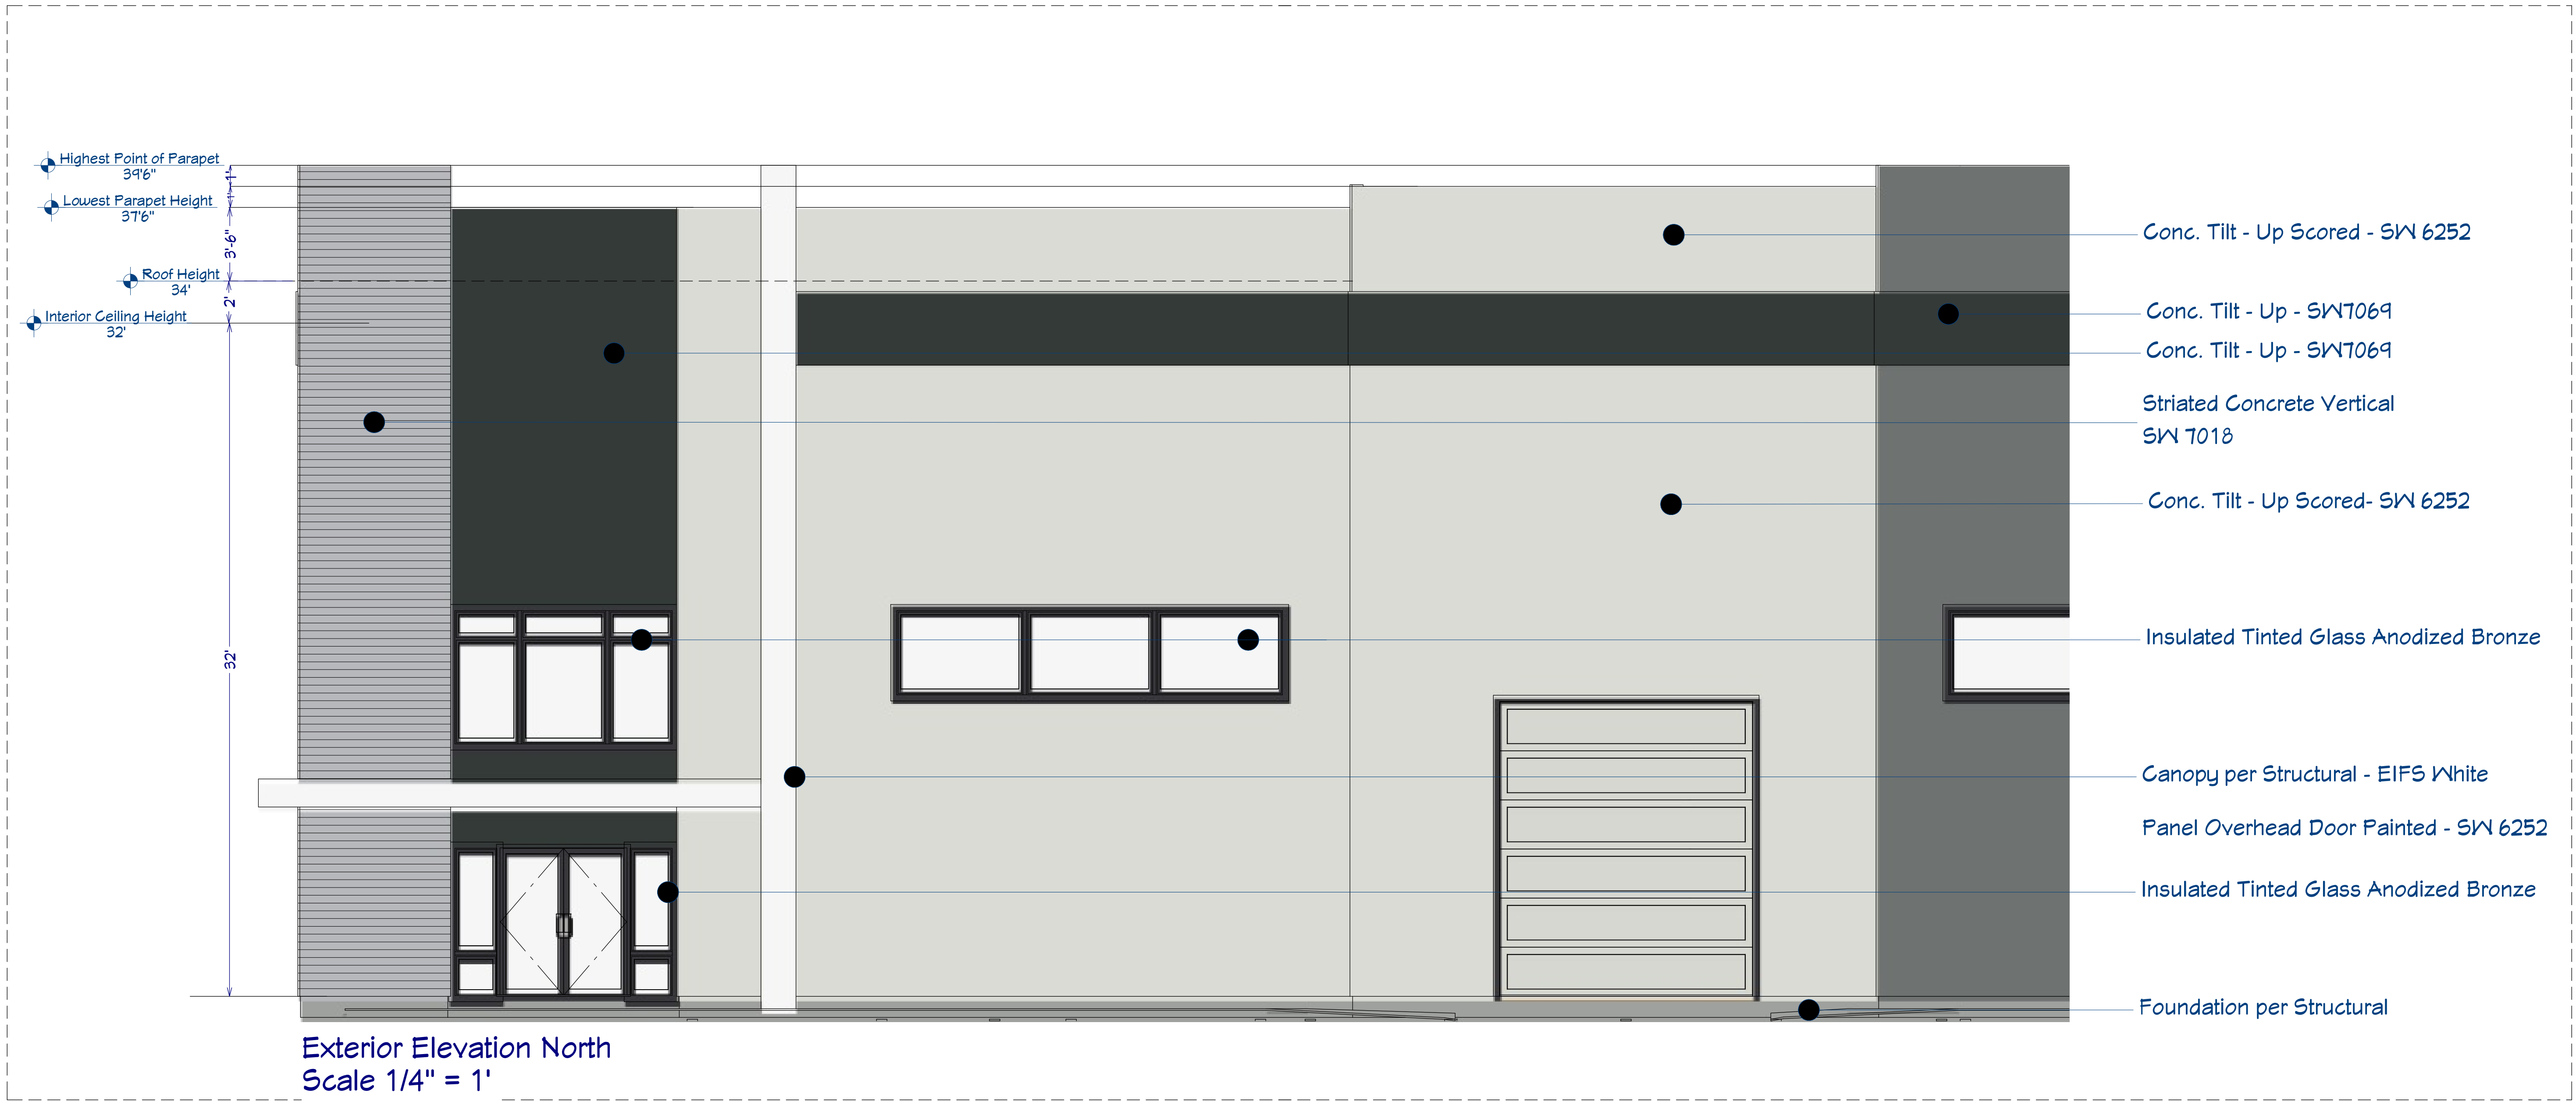 Highest Point of Parapet
39'6"
1'
1'
Lowest Parapet Height
37'6"
3'-6"
Roof Height
34'
2'
Interior Ceiling Height
32'
32'
Conc. Tilt - Up Scored - SW 6252
Conc. Tilt - Up - SW7069
Conc. Tilt - Up - SW7069
Striated Concrete Vertical
SW 7018
Conc. Tilt - Up Scored- SW 6252
Insulated Tinted Glass Anodized Bronze
Canopy per Structural - EIFS White
Panel Overhead Door Painted - SW 6252
Insulated Tinted Glass Anodized Bronze
Foundation per Structural
Exterior Elevation North
Scale 1/4" = 1'